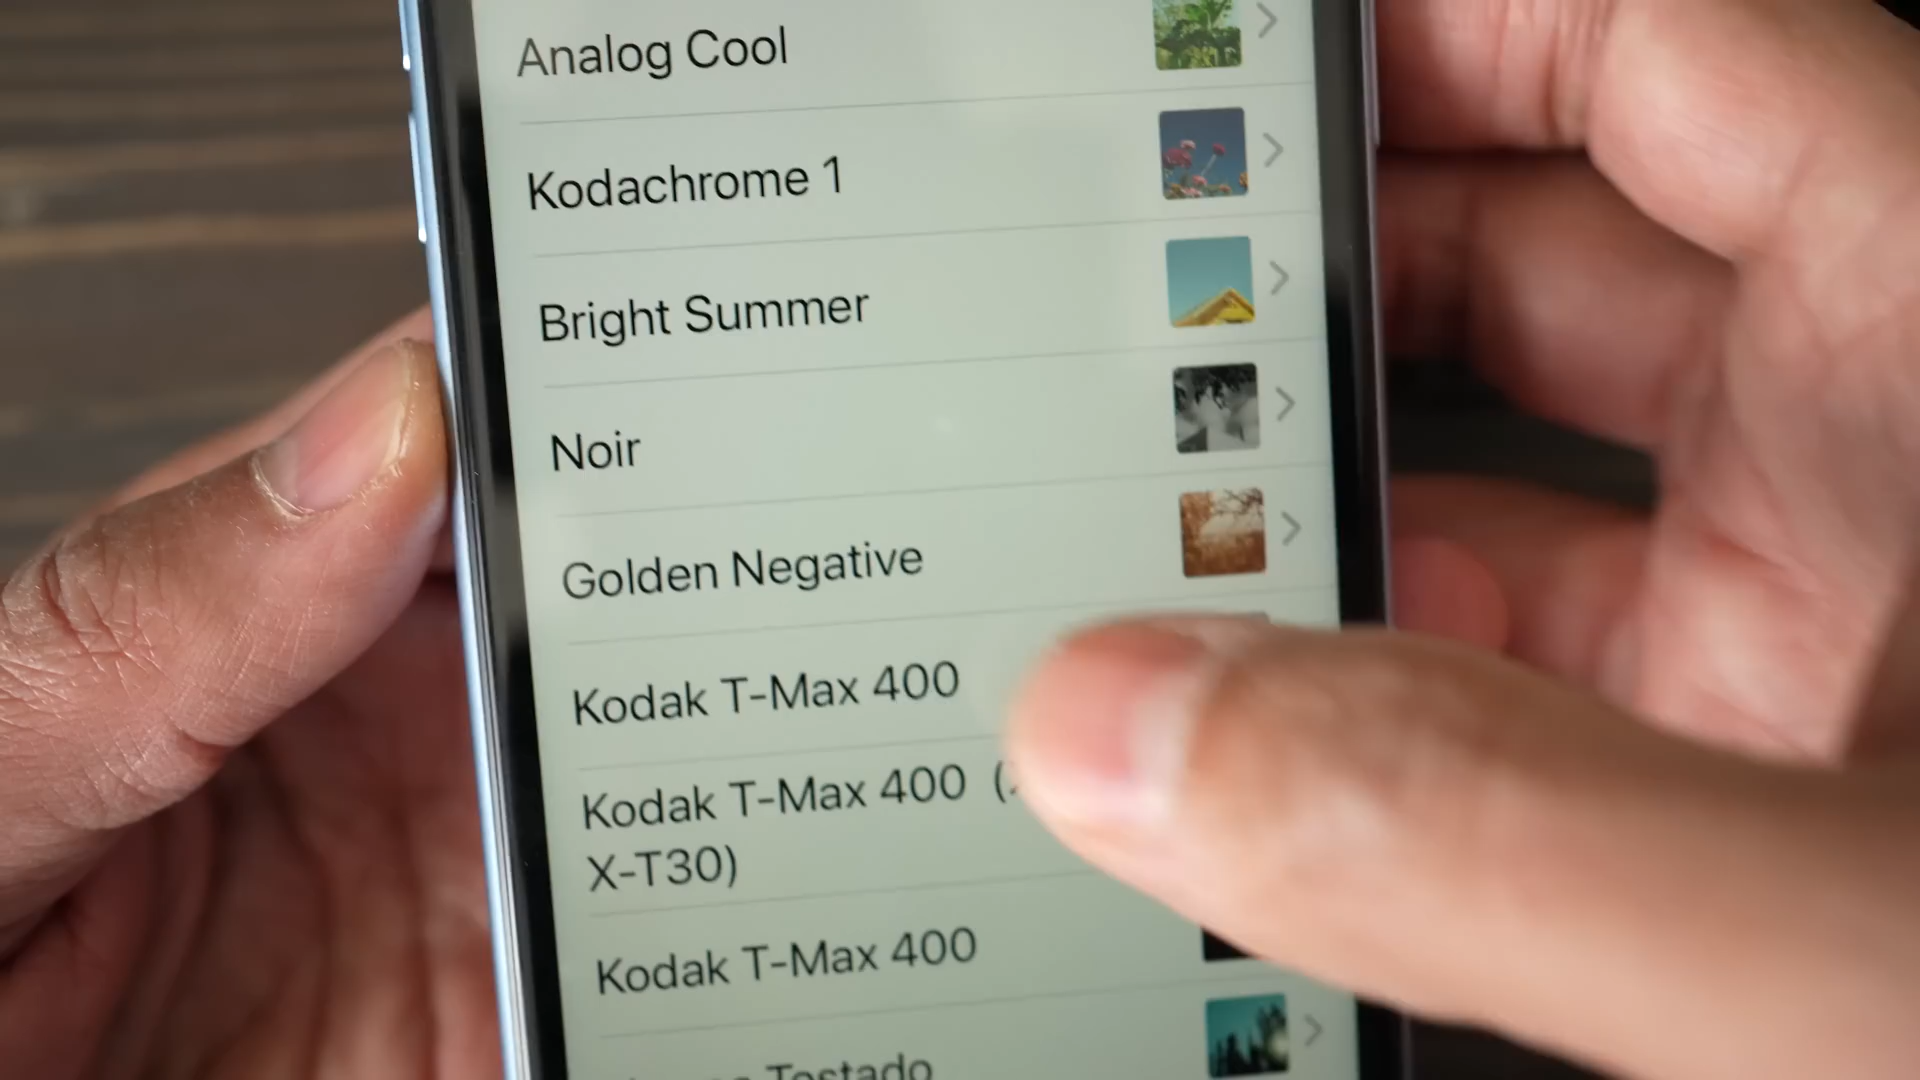 Analog Cool
Kodachrome 1
Bright Summer
Noir
Golden Negative
Kodak T-Max 400
Kodak T-Max 400 (
X-T30)
Kodak T-Max 400
Tostado